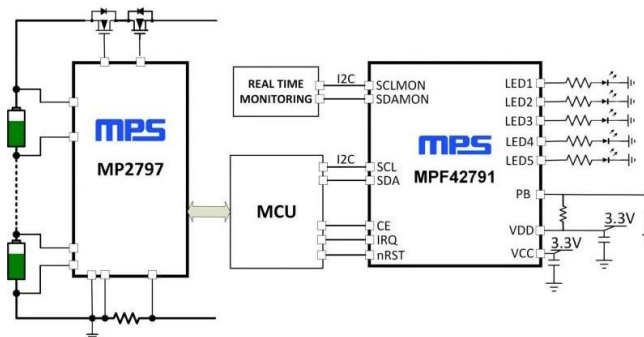 mps
MP2797
REAL TIME
MONITORING
I2C
SCLMON
SDAMON
MCU
I2C
SCL
SDA
CE
IRQ
nRST
mps
MPF42791
LED1
LED2
LED3
LED4
LED5
PB
VDD
VCC
3.3V
3.3V